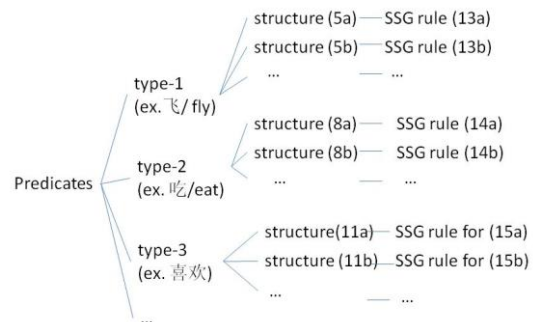 structure (5a) — SSG rule (13a)
structure (5b) — SSG rule (13b)
... — ...
type-1
(ex. 飞/ fly)
structure (8a) — SSG rule (14a)
structure (8b) — SSG rule (14b)
... — ...
type-2
(ex. 吃/eat)
Predicates
structure(11a) — SSG rule for (15a)
structure (11b) — SSG rule for (15b)
... — ...
type-3
(ex. 喜欢)
...